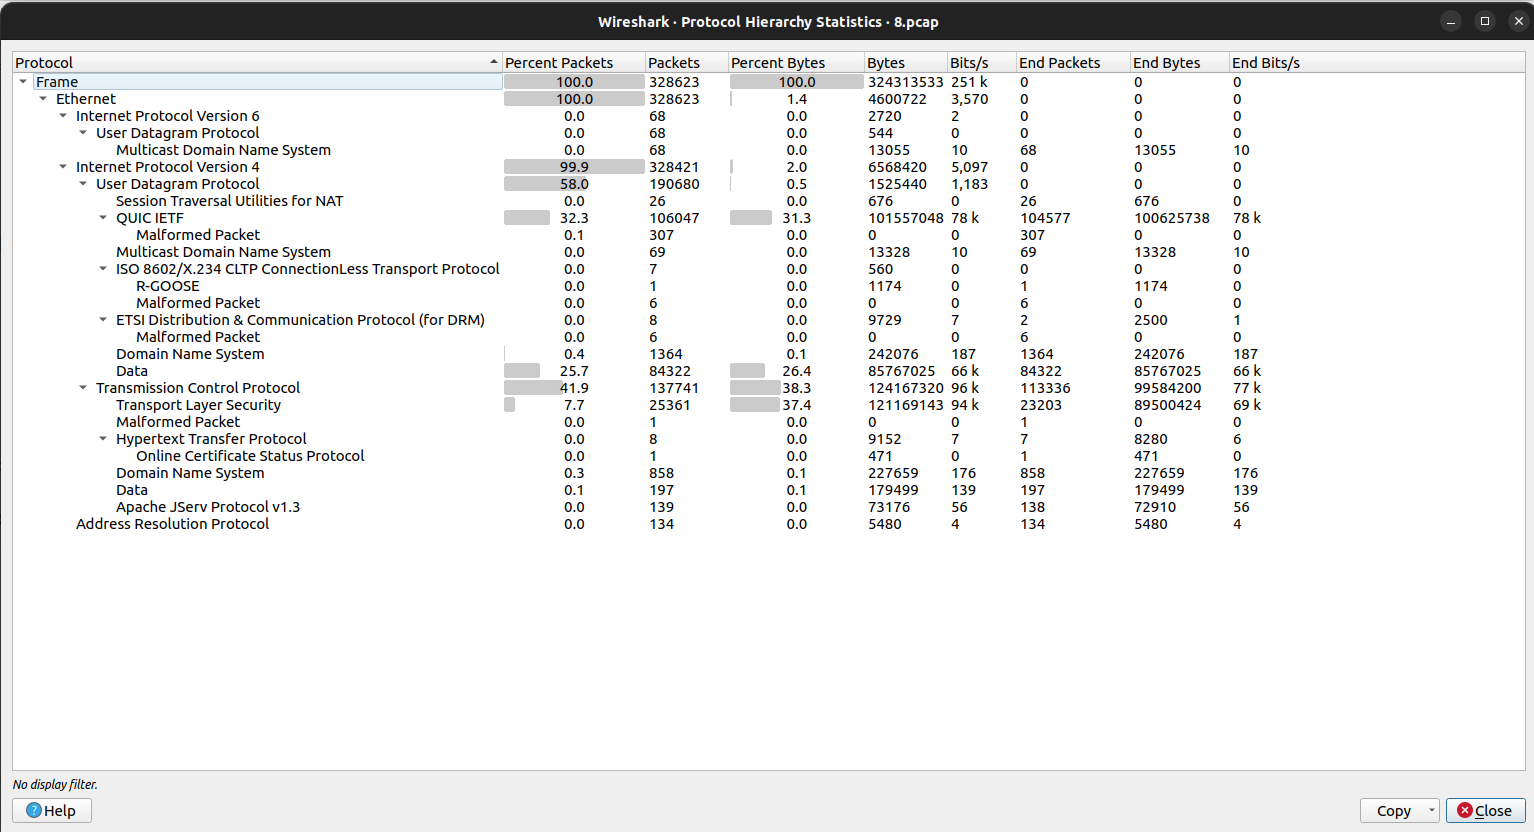 Wireshark · Protocol Hierarchy Statistics · 8.pcap
Protocol Percent Packets Packets Percent Bytes Bytes Bits/s End Packets End Bytes End Bits/s
Frame 100.0 328623 100.0 324313533 251 k 0 0 0
Ethernet 100.0 328623 1.4 4600722 3,570 0 0 0
Internet Protocol Version 6 0.0 68 0.0 2720 2 0 0 0
User Datagram Protocol 0.0 68 0.0 544 0 0 0 0
Multicast Domain Name System 0.0 68 0.0 13055 10 68 13055 10
Internet Protocol Version 4 99.9 328421 2.0 6568420 5,097 0 0 0
User Datagram Protocol 58.0 190680 0.5 1525440 1,183 0 0 0
Session Traversal Utilities for NAT 0.0 26 0.0 676 0 26 676 0
QUIC IETF 32.3 106047 31.3 101557048 78 k 104577 100625738 78 k
Malformed Packet 0.1 307 0.0 0 0 307 0 0
Multicast Domain Name System 0.0 69 0.0 13328 10 69 13328 10
ISO 8602/X.234 CLTP ConnectionLess Transport Protocol 0.0 7 0.0 560 0 0 0 0
R-GOOSE 0.0 1 0.0 1174 0 1 1174 0
Malformed Packet 0.0 6 0.0 0 0 6 0 0
ETSI Distribution & Communication Protocol (for DRM) 0.0 8 0.0 9729 7 2 2500 1
Malformed Packet 0.0 6 0.0 0 0 6 0 0
Domain Name System 0.4 1364 0.1 242076 187 1364 242076 187
Data 25.7 84322 26.4 85767025 66 k 84322 85767025 66 k
Transmission Control Protocol 41.9 137741 38.3 124167320 96 k 113336 99584200 77 k
Transport Layer Security 7.7 25361 37.4 121169143 94 k 23203 89500424 69 k
Malformed Packet 0.0 1 0.0 0 0 1 0 0
Hypertext Transfer Protocol 0.0 8 0.0 9152 7 7 8280 6
Online Certificate Status Protocol 0.0 1 0.0 471 0 1 471 0
Domain Name System 0.3 858 0.1 227659 176 858 227659 176
Data 0.1 197 0.1 179499 139 197 179499 139
Apache JServ Protocol v1.3 0.0 139 0.0 73176 56 138 72910 56
Address Resolution Protocol 0.0 134 0.0 5480 4 134 5480 4
No display filter.
Help Copy Close